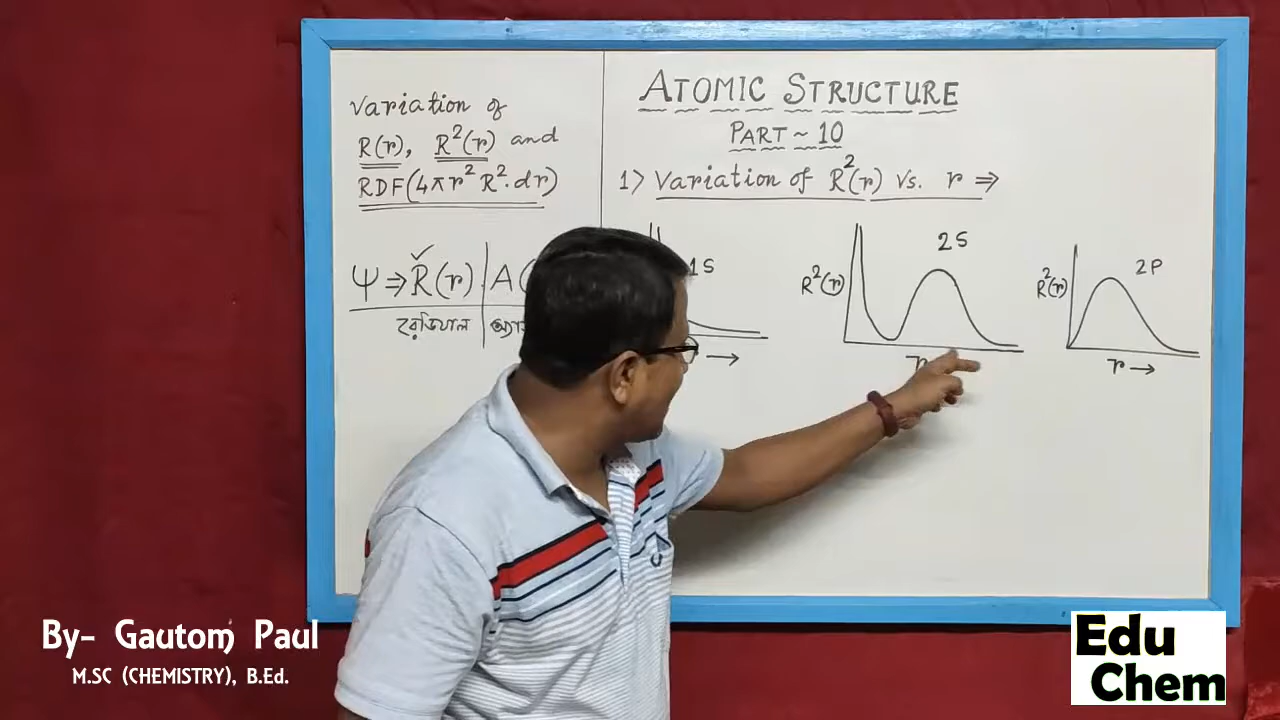 variation of
R(r), R²(r) and
RDF(4πr²R².dr)
Ψ ⇒ R(r). A(
রেডিয়াল
ATOMIC STRUCTURE
PART ~ 10
1) Variation of R²(r) Vs. r ⇒
1S
→
R²(r)
2S
r
R²(r)
2P
r →
By- Gautom Paul
M.SC (CHEMISTRY), B.Ed.
Edu
Chem